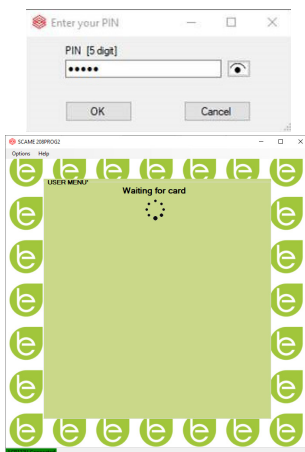 Enter your PIN
PIN [5 digit]
•••••
OK
Cancel
SCAME 208PROG2
Options Help
USER MENU'
Waiting for card